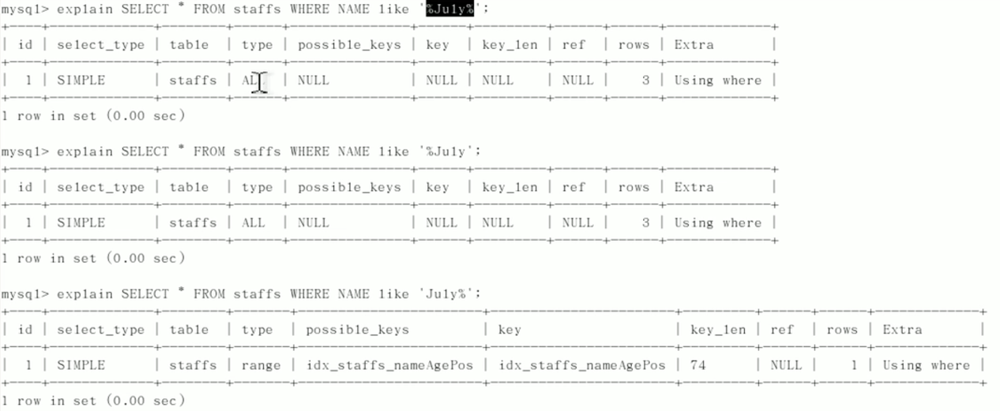 mysql> explain SELECT * FROM staffs WHERE NAME like '%July%';
+----+-------------+--------+------+---------------+------+---------+------+------+-------------+
| id | select_type | table  | type | possible_keys | key  | key_len | ref  | rows | Extra       |
+----+-------------+--------+------+---------------+------+---------+------+------+-------------+
|  1 | SIMPLE      | staffs | ALL  | NULL          | NULL | NULL    | NULL |    3 | Using where |
+----+-------------+--------+------+---------------+------+---------+------+------+-------------+
1 row in set (0.00 sec)
mysql> explain SELECT * FROM staffs WHERE NAME like '%July';
+----+-------------+--------+------+---------------+------+---------+------+------+-------------+
| id | select_type | table  | type | possible_keys | key  | key_len | ref  | rows | Extra       |
+----+-------------+--------+------+---------------+------+---------+------+------+-------------+
|  1 | SIMPLE      | staffs | ALL  | NULL          | NULL | NULL    | NULL |    3 | Using where |
+----+-------------+--------+------+---------------+------+---------+------+------+-------------+
1 row in set (0.00 sec)
mysql> explain SELECT * FROM staffs WHERE NAME like 'July%';
+----+-------------+--------+-------+-----------------------+-----------------------+---------+------+------+-------------+
| id | select_type | table  | type  | possible_keys         | key                   | key_len | ref  | rows | Extra       |
+----+-------------+--------+-------+-----------------------+-----------------------+---------+------+------+-------------+
|  1 | SIMPLE      | staffs | range | idx_staffs_nameAgePos | idx_staffs_nameAgePos | 74      | NULL |    1 | Using where |
+----+-------------+--------+-------+-----------------------+-----------------------+---------+------+------+-------------+
1 row in set (0.00 sec)